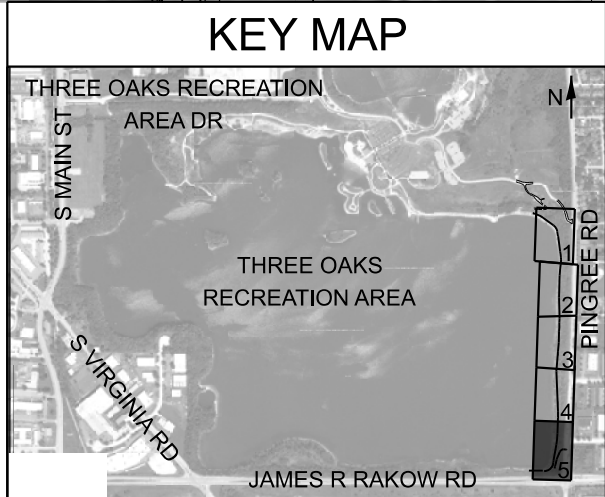 KEY MAP
THREE OAKS RECREATION
AREA DR
N
S MAIN ST
PINGREE RD
1
THREE OAKS
RECREATION AREA
2
3
S VIRGINIA RD
4
5
JAMES R RAKOW RD